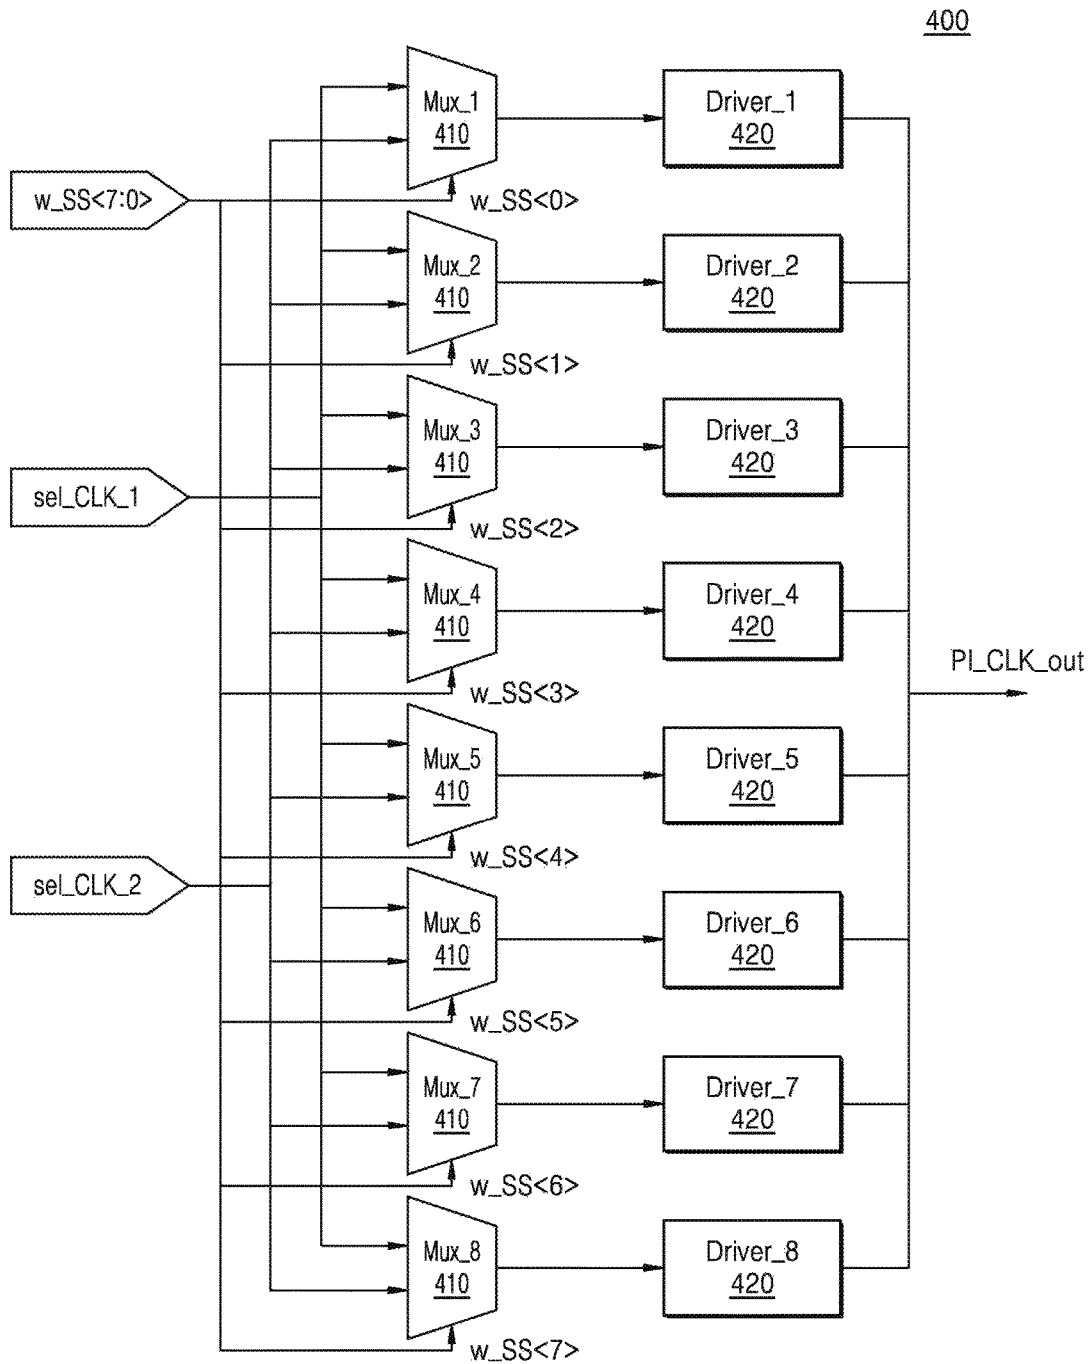 400
Mux_1
410
Driver_1
420
w_SS<7:0>
w_SS<0>
Mux_2
410
Driver_2
420
w_SS<1>
Mux_3
410
Driver_3
420
sel_CLK_1
w_SS<2>
Mux_4
410
Driver_4
420
PI_CLK_out
w_SS<3>
Mux_5
410
Driver_5
420
w_SS<4>
sel_CLK_2
Mux_6
410
Driver_6
420
w_SS<5>
Mux_7
410
Driver_7
420
w_SS<6>
Mux_8
410
Driver_8
420
w_SS<7>